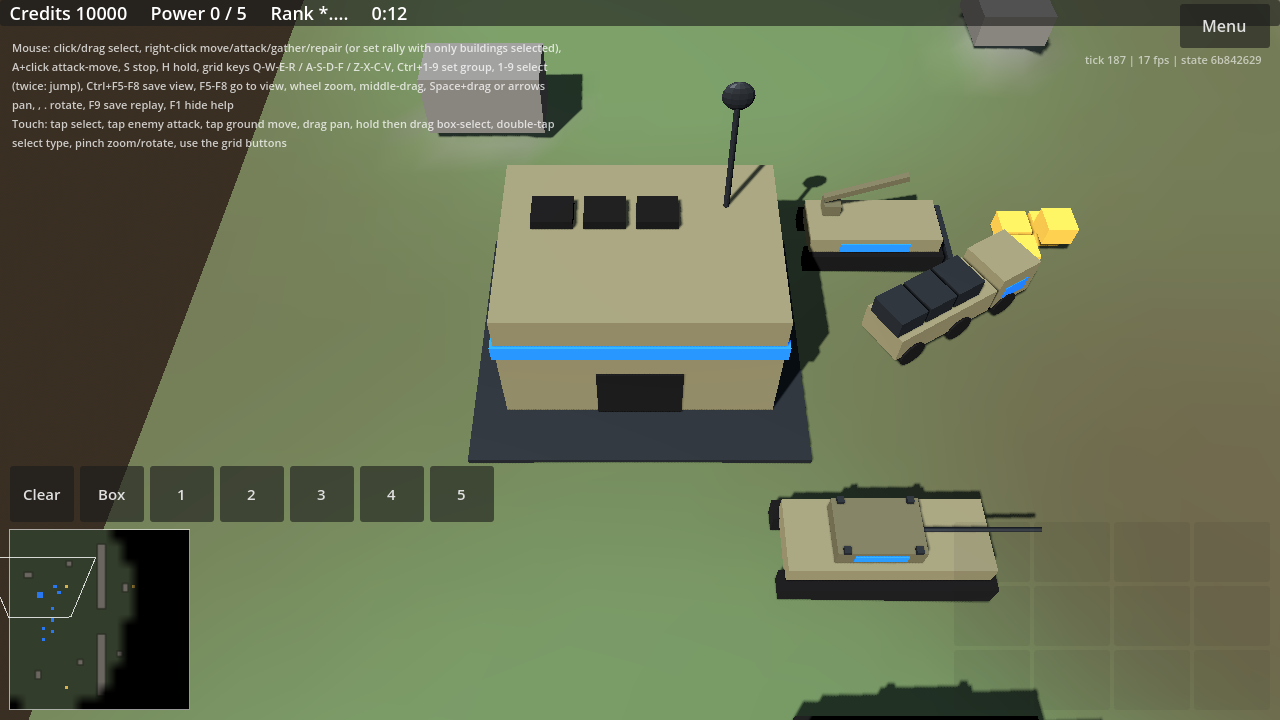 Credits 10000 Power 0 / 5 Rank *.... 0:12
Menu
Mouse: click/drag select, right-click move/attack/gather/repair (or set rally with only buildings selected),
A+click attack-move, S stop, H hold, grid keys Q-W-E-R / A-S-D-F / Z-X-C-V, Ctrl+1-9 set group, 1-9 select
(twice: jump), Ctrl+F5-F8 save view, F5-F8 go to view, wheel zoom, middle-drag, Space+drag or arrows
pan, , . rotate, F9 save replay, F1 hide help
Touch: tap select, tap enemy attack, tap ground move, drag pan, hold then drag box-select, double-tap
select type, pinch zoom/rotate, use the grid buttons
tick 187 | 17 fps | state 6b842629
Clear Box 1 2 3 4 5